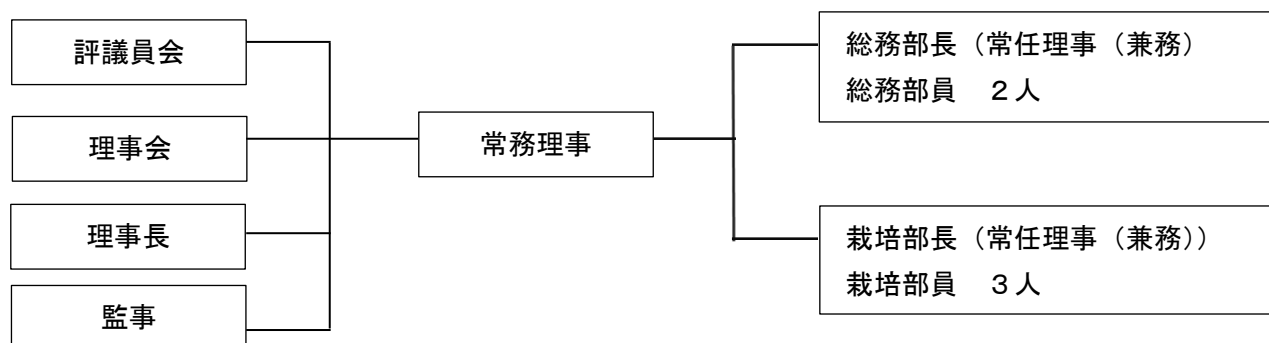 評議員会
理事会
理事長
監事
常務理事
総務部長（常任理事（兼務）
総務部員　２人
栽培部長（常任理事（兼務））
栽培部員　３人